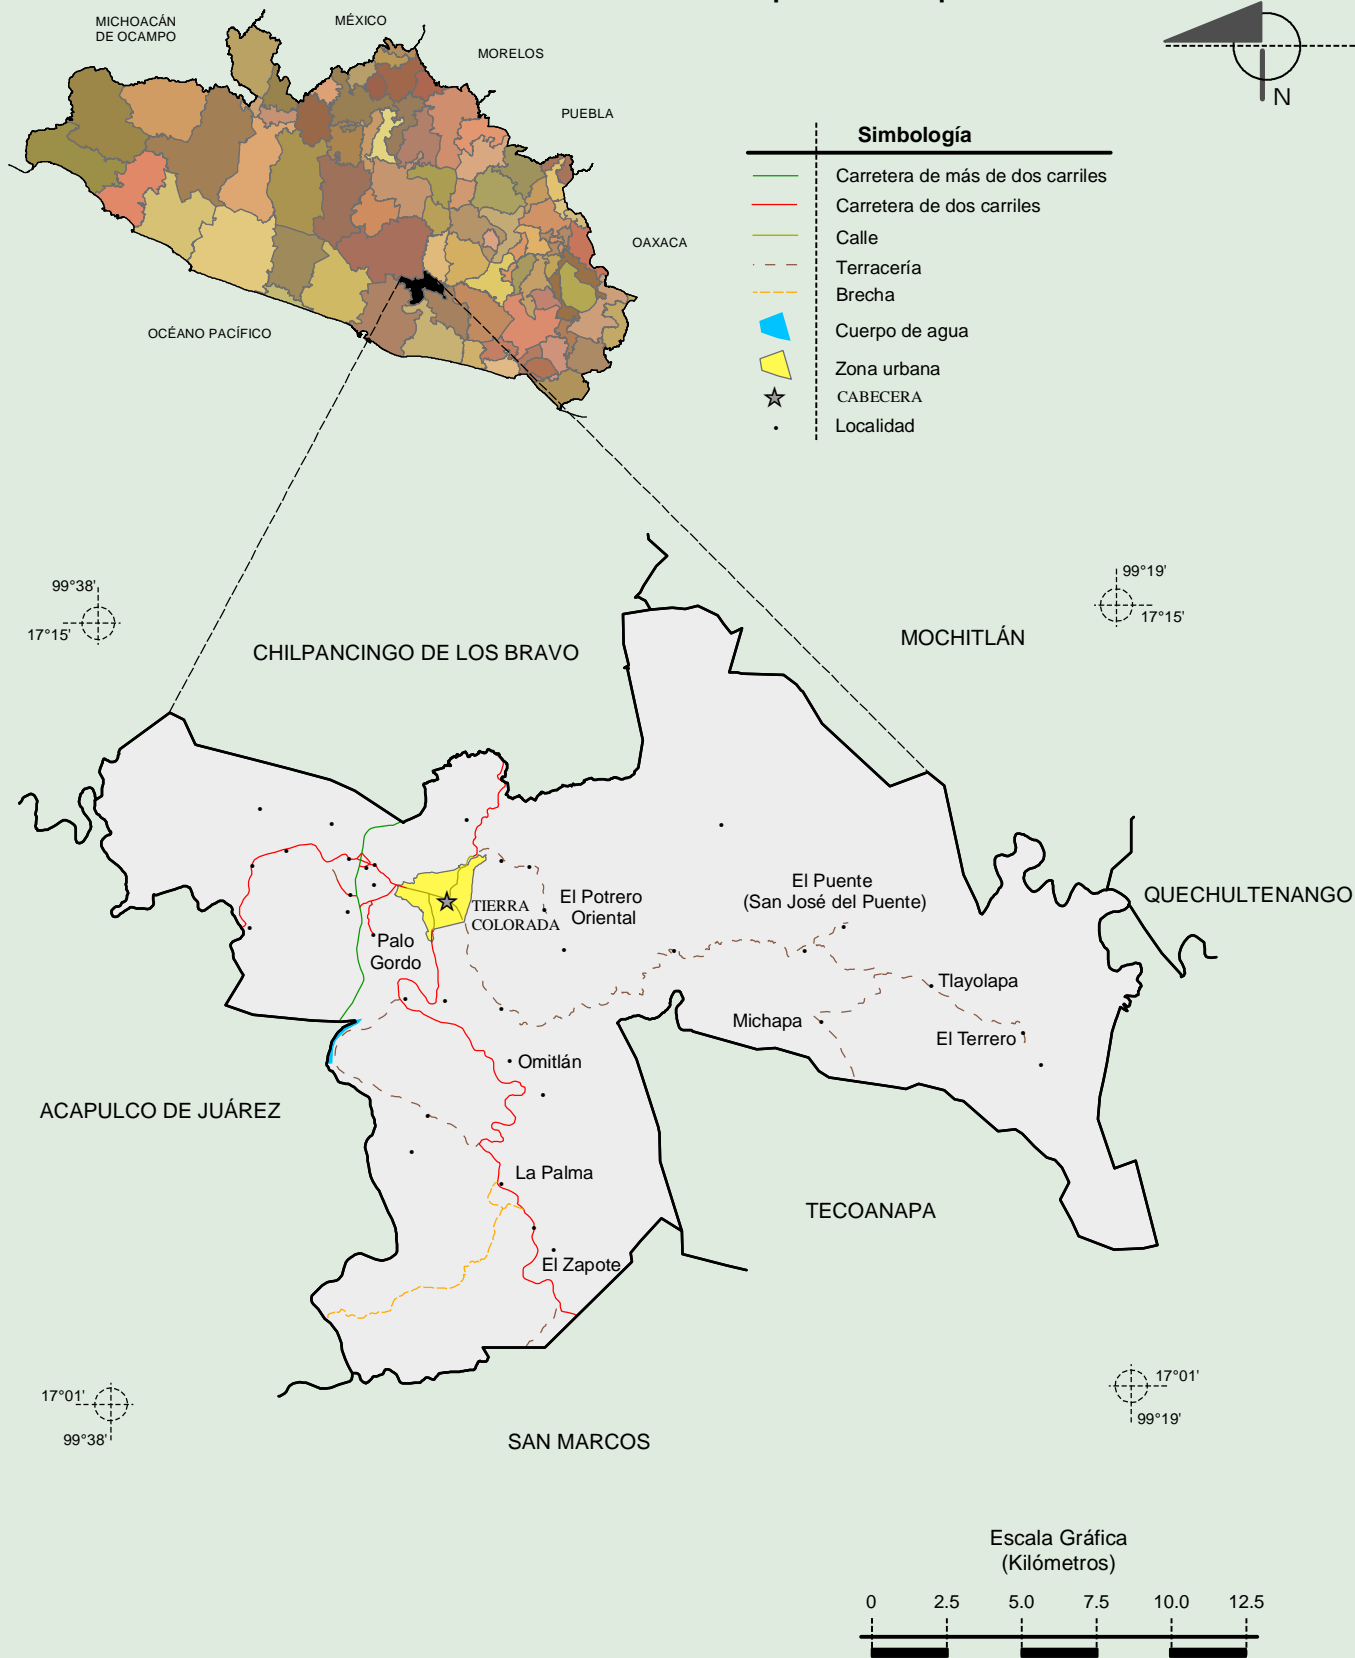 MICHOACÁN
DE OCAMPO
MÉXICO
MORELOS
PUEBLA
OAXACA
OCÉANO PACÍFICO
N
Simbología
Carretera de más de dos carriles
Carretera de dos carriles
Calle
Terracería
Brecha
Cuerpo de agua
Zona urbana
CABECERA
Localidad
99°38'
17°15'
99°19'
17°15'
CHILPANCINGO DE LOS BRAVO
MOCHITLÁN
QUECHULTENANGO
El Puente
(San José del Puente)
El Potrero
Oriental
TIERRA
COLORADA
Palo
Gordo
Tlayolapa
Michapa
El Terrero
Omitlán
ACAPULCO DE JUÁREZ
La Palma
TECOANAPA
El Zapote
17°01'
99°38'
17°01'
99°19'
SAN MARCOS
Escala Gráfica
(Kilómetros)
0 2.5 5.0 7.5 10.0 12.5